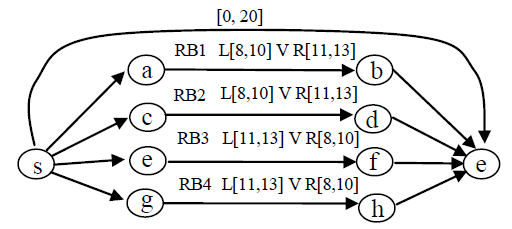 [0, 20]
RB1 L[8,10] V R[11,13]
a b
RB2 L[8,10] V R[11,13]
c d
RB3 L[11,13] V R[8,10]
s e f e
RB4 L[11,13] V R[8,10]
g h